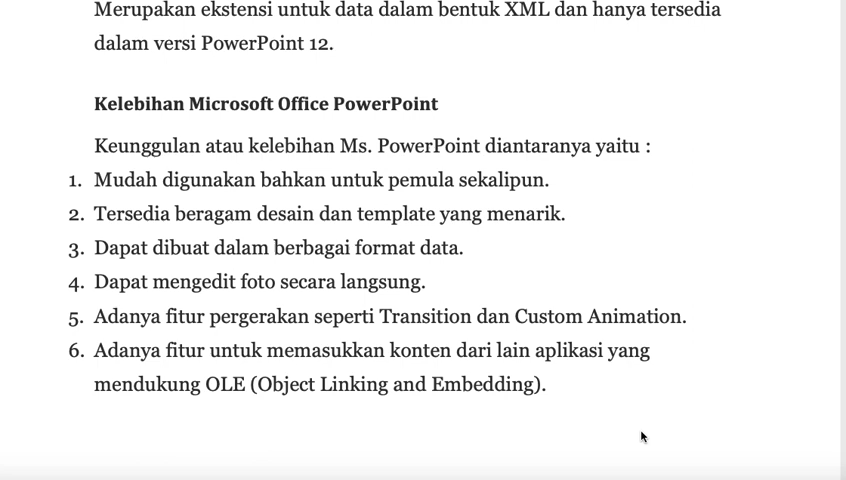 Merupakan ekstensi untuk data dalam bentuk XML dan hanya tersedia
dalam versi PowerPoint 12.
Kelebihan Microsoft Office PowerPoint
Keunggulan atau kelebihan Ms. PowerPoint diantaranya yaitu :
1. Mudah digunakan bahkan untuk pemula sekalipun.
2. Tersedia beragam desain dan template yang menarik.
3. Dapat dibuat dalam berbagai format data.
4. Dapat mengedit foto secara langsung.
5. Adanya fitur pergerakan seperti Transition dan Custom Animation.
6. Adanya fitur untuk memasukkan konten dari lain aplikasi yang
mendukung OLE (Object Linking and Embedding).